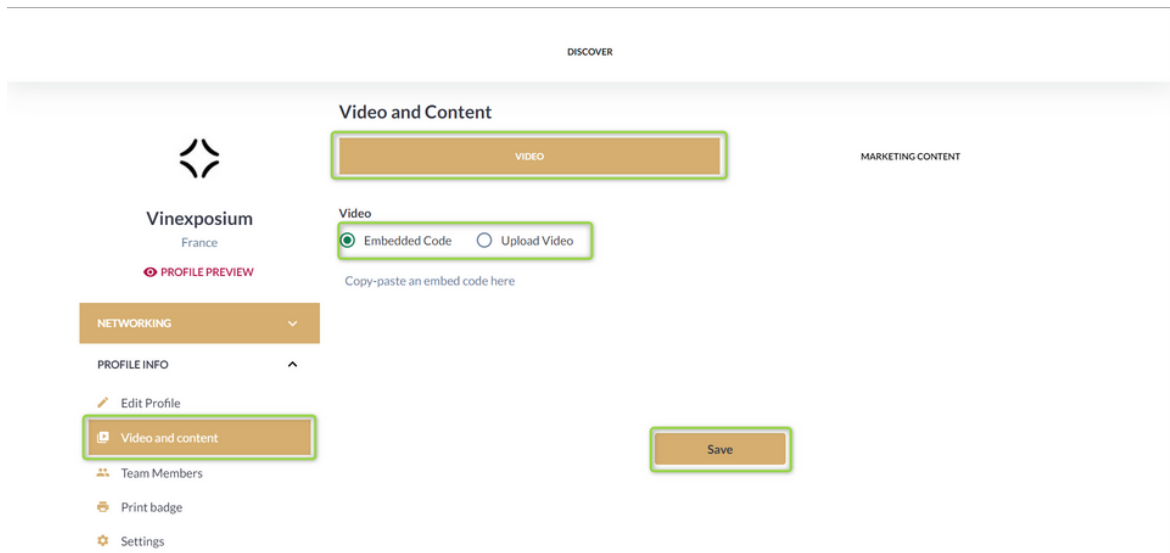 DISCOVER
Video and Content
VIDEO
MARKETING CONTENT
Vinexposium
France
PROFILE PREVIEW
Video
Embedded Code
Upload Video
Copy-paste an embed code here
NETWORKING
PROFILE INFO
Edit Profile
Video and content
Team Members
Print badge
Settings
Save